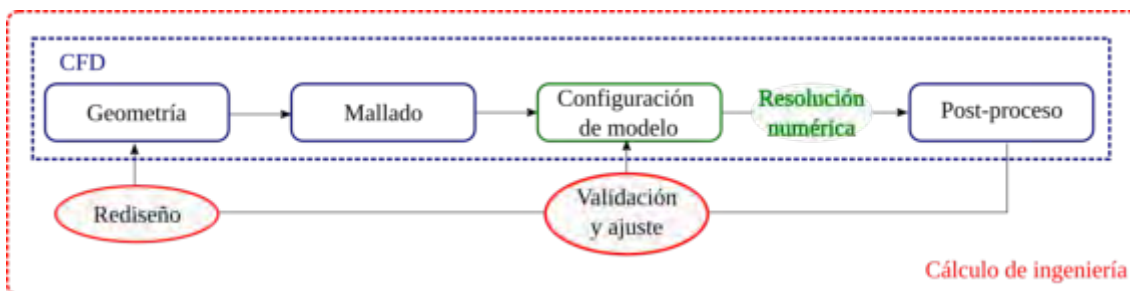 CFD
Geometría
Mallado
Configuración
de modelo
Resolución
numérica
Post-proceso
Rediseño
Validación
y ajuste
Cálculo de ingeniería